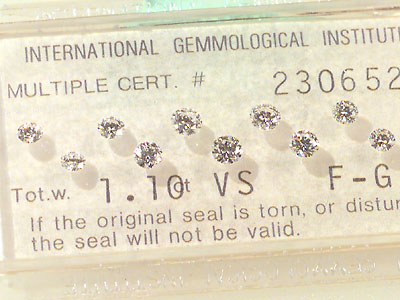 INTERNATIONAL GEMMOLOGICAL INSTITUTE
MULTIPLE CERT. # 230652
Tot.w. 1.10 ct VS F-G
If the original seal is torn, or distu
the seal will not be valid.